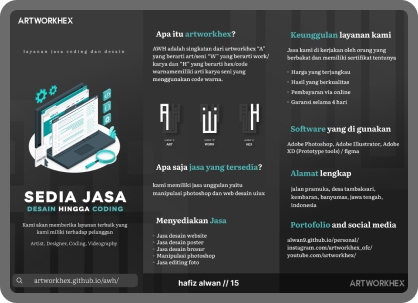 ARTWORKHEX
layanan jasa coding dan desain
SEDIA JASA
DESAIN HINGGA CODING
Kami akan memberika layanan terbaik yang
kami miliki terhadap pelanggan
Artist, Designer, Coding, Videography
artworkhex.github.io/awh/
Apa itu artworkhex?
AWH adalah singkatan dari artworkhex "A"
yang berarti art/seni "W" yang berarti work/
karya dan "H" yang berarti hex/code
warnamemiliki arti karya seni yang
menggunakan code warna.
ART
WORK
HEX
Apa saja jasa yang tersedia?
kami memiliki jasa unggulan yaitu
manipulasi photoshop dan web desain uiux
Menyediakan Jasa
- Jasa desain website
- Jasa desain poster
- Jasa desain brosur
- Manipulasi photoshop
- Jasa editing foto
hafiz alwan // 15
Keunggulan layanan kami
Jasa kami di kerjakan oleh orang yang
berbakat dan memiliki sertifikat tentunya
- Harga yang terjangkau
- Hasil yang berkualitas
- Pembayaran via online
- Garansi selama 4 hari
Software yang di gunakan
Adobe Photoshop, Adobe Illustrator, Adobe
XD (Prototype tools) / figma
Alamat lengkap
jalan pramuka, desa tambaksari,
kembaran, banyumas, jawa tengah,
indonesia
Portofolio and social media
alwan9.github.io/personal/
instagram.com/artworkhex_ofc/
youtube.com/artworkhex/
ARTWORKHEX